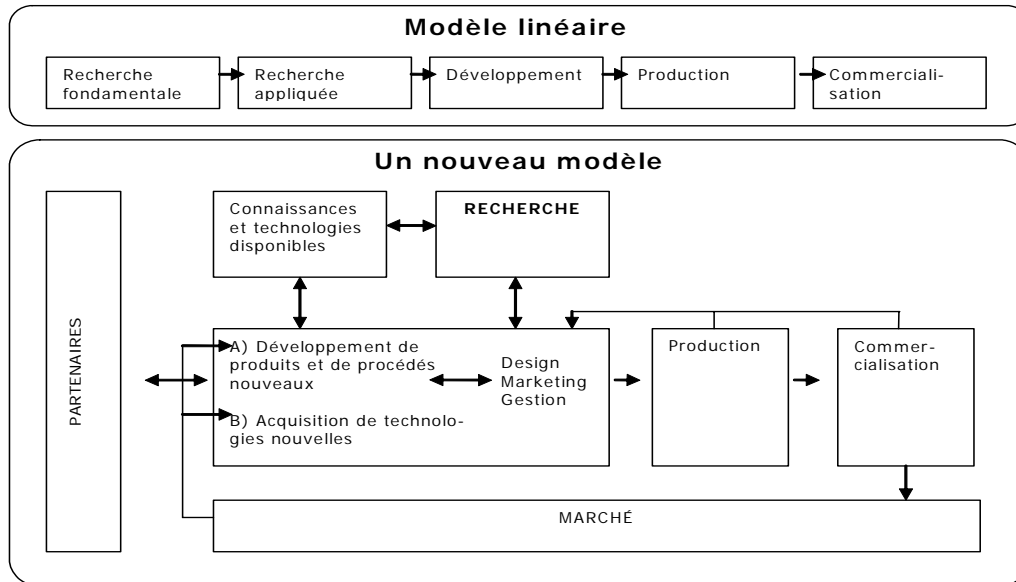 Modèle linéaire
Recherche
fondamentale
Recherche
appliquée
Développement
Production
Commerciali-
sation
Un nouveau modèle
PARTENAIRES
Connaissances
et technologies
disponibles
RECHERCHE
A) Développement de
produits et de procédés
nouveaux
B) Acquisition de technolo-
gies nouvelles
Design
Marketing
Gestion
Production
Commer-
cialisation
MARCHÉ